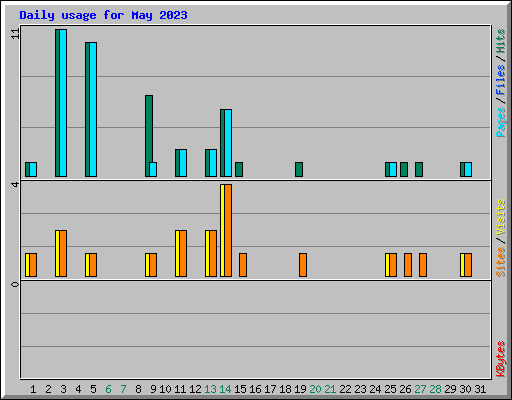 Daily usage for May 2023
11
4
0
Pages / Files / Hits
Sites / Visits
KBytes
1 2 3 4 5 6 7 8 9 10 11 12 13 14 15 16 17 18 19 20 21 22 23 24 25 26 27 28 29 30 31